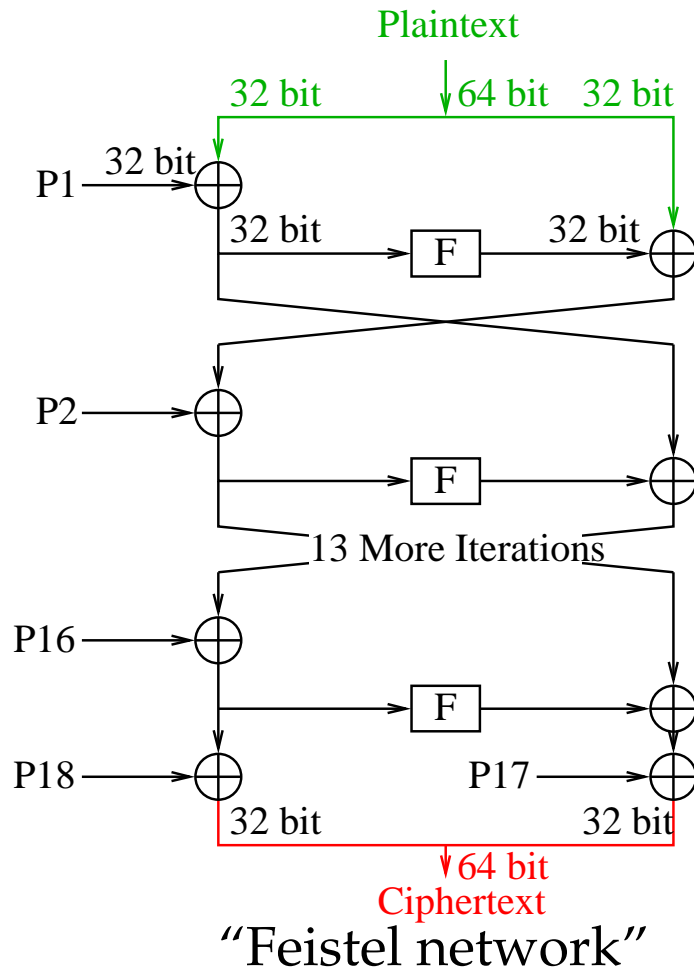 Plaintext
32 bit 64 bit 32 bit
P1 32 bit
32 bit F 32 bit
P2
F
13 More Iterations
P16
F
P18 P17
32 bit 32 bit
64 bit
Ciphertext
“Feistel network”